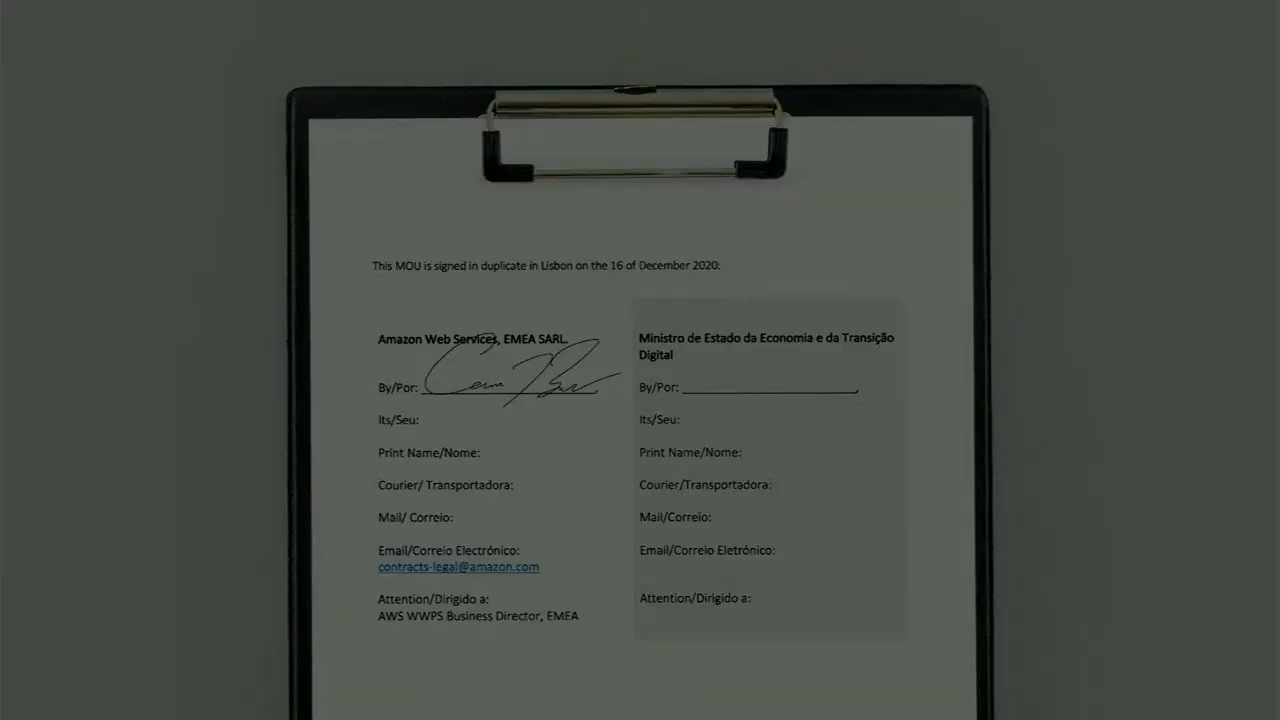 This MOU is signed in duplicate in Lisbon on the 16 of December 2020:
Amazon Web Services, EMEA SARL.
By/Por:
Its/Seu:
Print Name/Nome:
Courier/ Transportadora:
Mail/ Correio:
Email/Correio Electrónico:
contracts-legal@amazon.com
Attention/Dirigido a:
AWS WWPS Business Director, EMEA
Ministro de Estado da Economia e da Transição
Digital
By/Por:
Its/Seu:
Print Name/Nome:
Courier/Transportadora:
Mail/Correio:
Email/Correio Eletrónico:
Attention/Dirigido a: